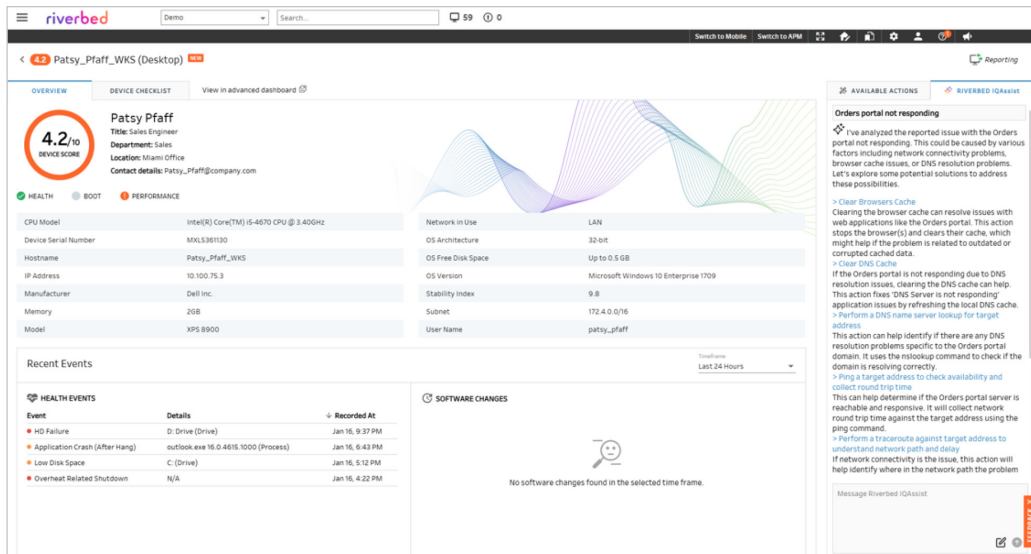 riverbed
Demo
Search...
59
0
Switch to Mobile
Switch to APM
4.2 Patsy_Pfaff_WKS (Desktop) NEW
Reporting
OVERVIEW
DEVICE CHECKLIST
View in advanced dashboard
4.2/10
DEVICE SCORE
Patsy Pfaff
Title: Sales Engineer
Department: Sales
Location: Miami Office
Contact details: Patsy_Pfaff@company.com
HEALTH
BOOT
PERFORMANCE
CPU Model Intel(R) Core(TM) i5-4670 CPU @ 3.40GHz
Device Serial Number MXL5361130
Hostname Patsy_Pfaff_WKS
IP Address 10.100.75.3
Manufacturer Dell Inc.
Memory 2GB
Model XPS 8900
Network in Use LAN
OS Architecture 32-bit
OS Free Disk Space Up to 0.5 GB
OS Version Microsoft Windows 10 Enterprise 1709
Stability Index 9.8
Subnet 172.4.0.0/16
User Name patsy_pfaff
Recent Events
Timeframe
Last 24 Hours
HEALTH EVENTS
Event Details Recorded At
HD Failure D: Drive (Drive) Jan 16, 9:37 PM
Application Crash (After Hang) outlook.exe 16.0.4615.1000 (Process) Jan 16, 6:43 PM
Low Disk Space C: (Drive) Jan 16, 5:12 PM
Overheat Related Shutdown N/A Jan 16, 4:22 PM
SOFTWARE CHANGES
No software changes found in the selected time frame.
AVAILABLE ACTIONS
RIVERBED IQAssist
Orders portal not responding
I've analyzed the reported issue with the Orders
portal not responding. This could be caused by various
factors including network connectivity problems,
browser cache issues, or DNS resolution problems.
Let's explore some potential solutions to address
these possibilities.
> Clear Browsers Cache
Clearing the browser cache can resolve issues with
web applications like the Orders portal. This action
stops the browser(s) and clears their cache, which
might help if the problem is related to outdated or
corrupted cached data.
> Clear DNS Cache
If the Orders portal is not responding due to DNS
resolution issues, clearing the DNS cache can help.
This action fixes 'DNS Server is not responding'
application issues by refreshing the local DNS cache.
> Perform a DNS name server lookup for target
address
This action can help identify if there are any DNS
resolution problems specific to the Orders portal
domain. It uses the nslookup command to check if the
domain is resolving correctly.
> Ping a target address to check availability and
collect round trip time
This can help determine if the Orders portal server is
reachable and responsive. It will collect network
round trip time against the target address using the
ping command.
> Perform a traceroute against target address to
understand network path and delay
If network connectivity is the issue, this action will
help identify where in the network path the problem
Message Riverbed IQAssist